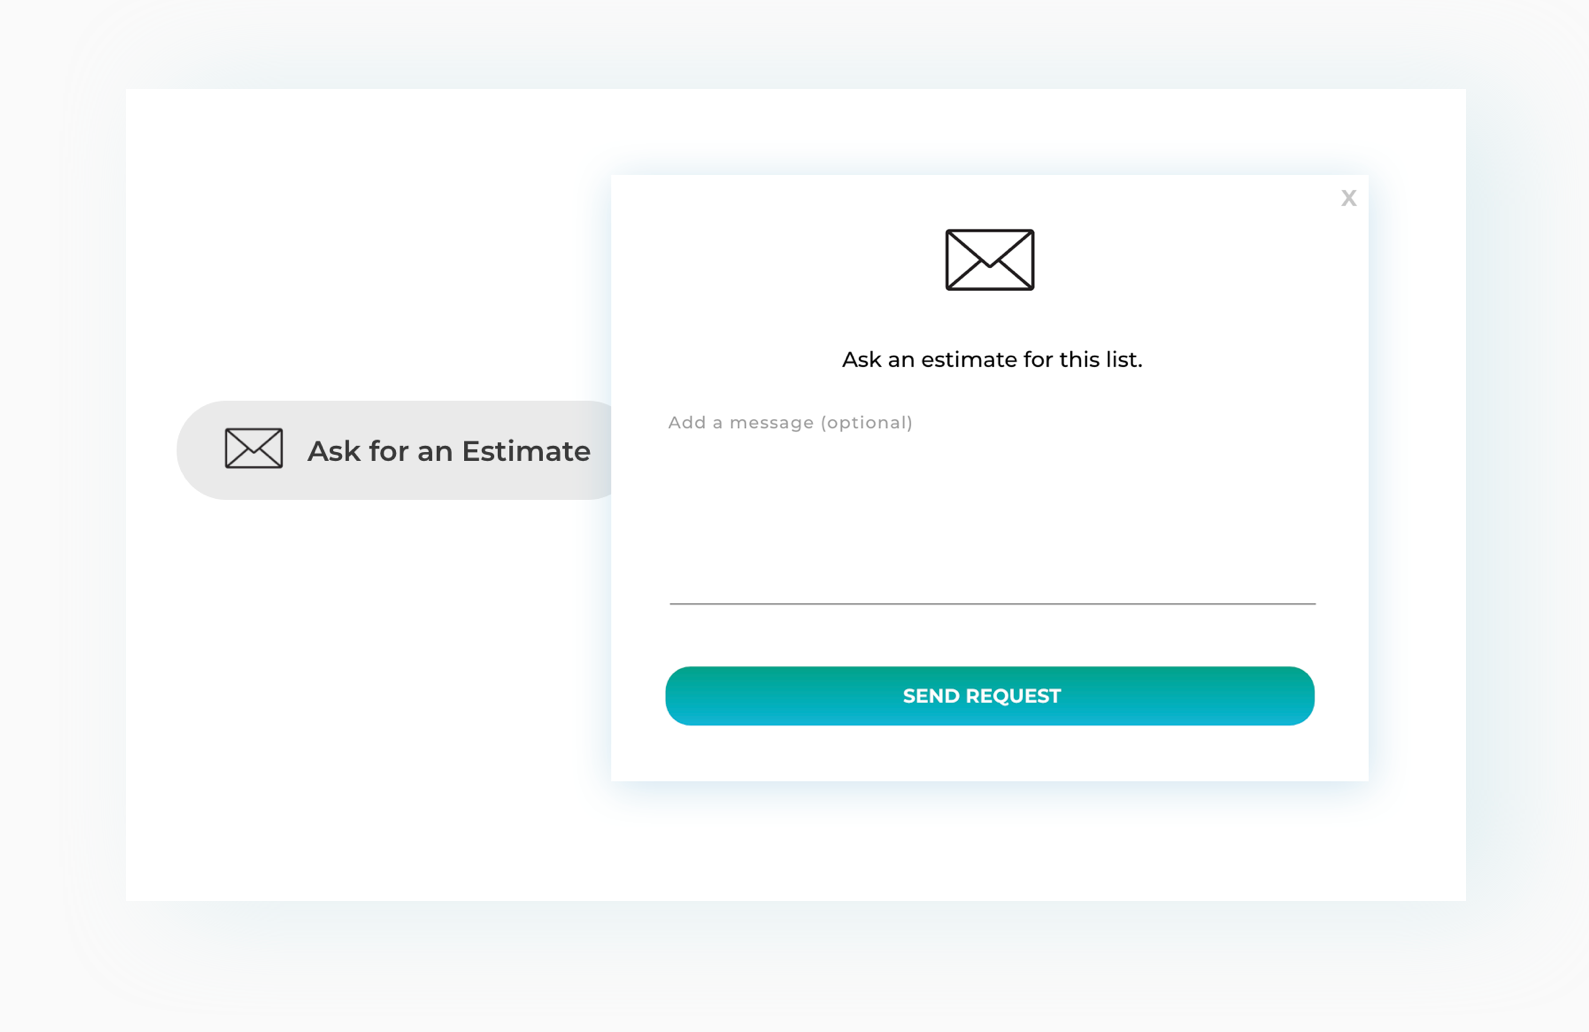 X
Ask an estimate for this list.
Add a message (optional)
Ask for an Estimate
SEND REQUEST